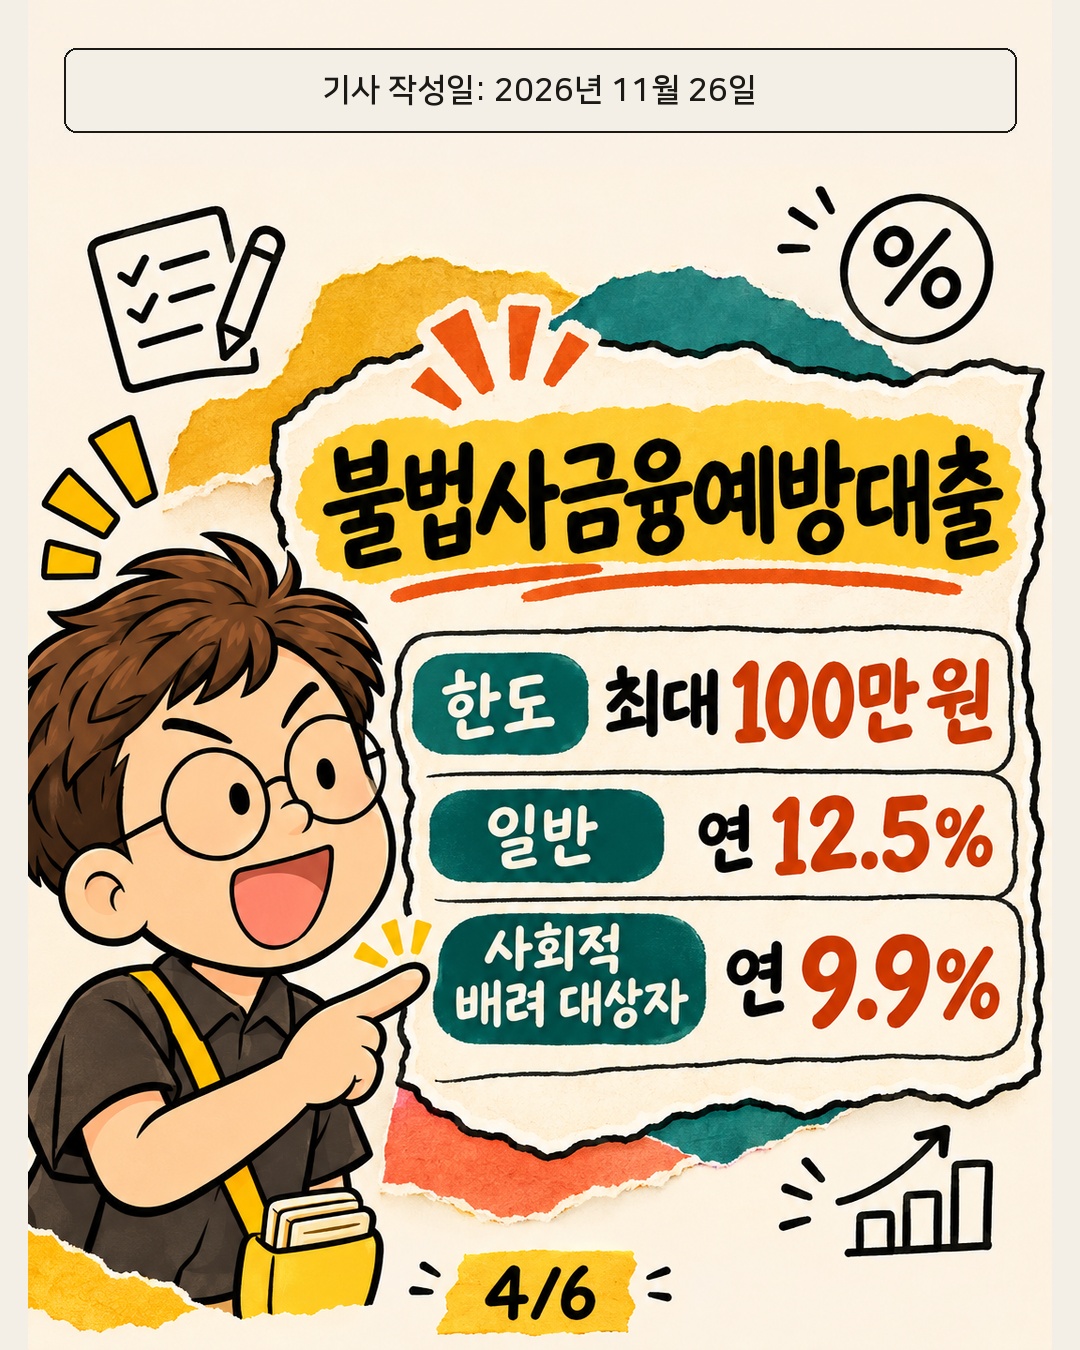 기사 작성일: 2026년 11월 26일
%
불법사금융예방대출
한도 최대 100만원
일반 연 12.5%
사회적
배려 대상자 연 9.9%
4/6